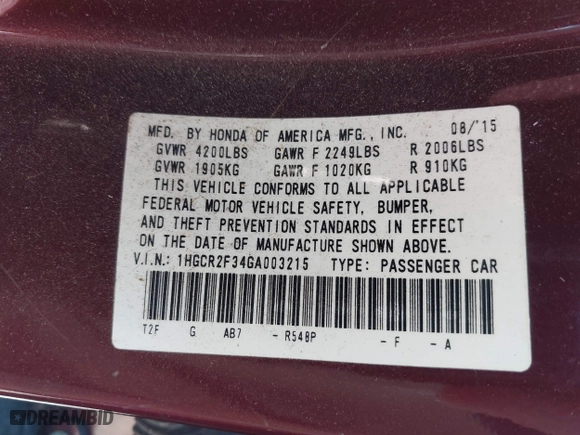 MFD. BY HONDA OF AMERICA MFG., INC. 08/'15
GVWR 4200LBS GAWR F 2249LBS R 2006LBS
GVWR 1905KG GAWR F 1020KG R 910KG
THIS VEHICLE CONFORMS TO ALL APPLICABLE
FEDERAL MOTOR VEHICLE SAFETY, BUMPER,
AND THEFT PREVENTION STANDARDS IN EFFECT
ON THE DATE OF MANUFACTURE SHOWN ABOVE.
V.I.N.: 1HGCR2F34GA003215 TYPE: PASSENGER CAR
T2F G AB7 - R548P - F - A
DREAMBID